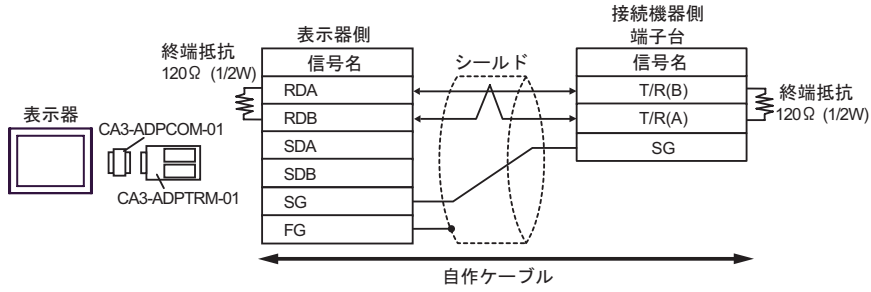 表示器
CA3-ADPCOM-01
CA3-ADPTRM-01
終端抵抗
120Ω (1/2W)
表示器側
信号名
RDA
RDB
SDA
SDB
SG
FG
シールド
接続機器側
端子台
信号名
T/R(B)
T/R(A)
SG
終端抵抗
120Ω (1/2W)
自作ケーブル